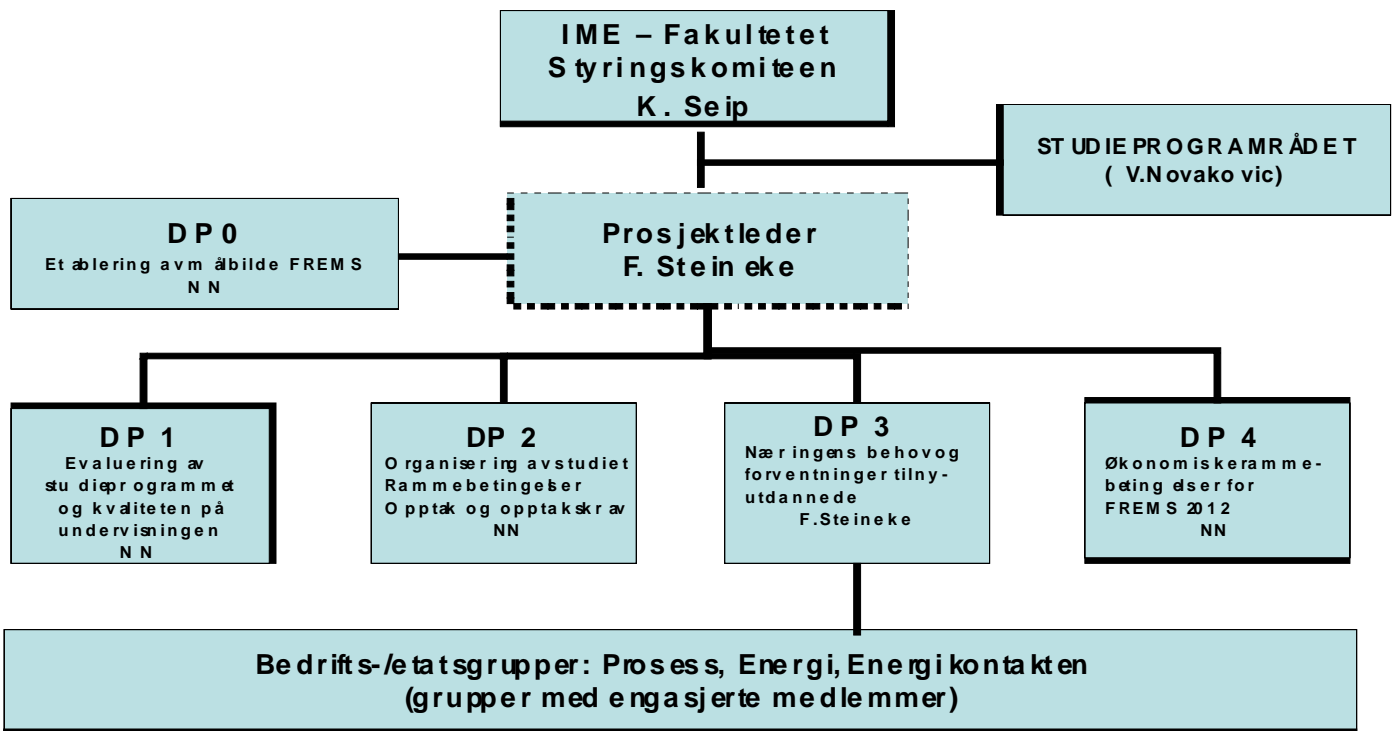 IME – Fakultetet
Styringskomiteen
K. Seip
STUDIEPROGRAMRÅDET
( V.Novakovic)
DP0
Etablering av målbilde FREMS
NN
Prosjektleder
F. Steineke
DP 1
Evaluering av
studieprogrammet
og kvaliteten på
undervisningen
NN
DP 2
Organisering av studiet
Rammebetingelser
Opptak og opptakskrav
NN
DP 3
Næringens behov og
forventninger til ny-
utdannede
F.Steineke
DP 4
Økonomiske ramme-
betingelser for
FREMS 2012
NN
Bedrifts-/etatsgrupper: Prosess, Energi, Energikontakten
(grupper med engasjerte medlemmer)